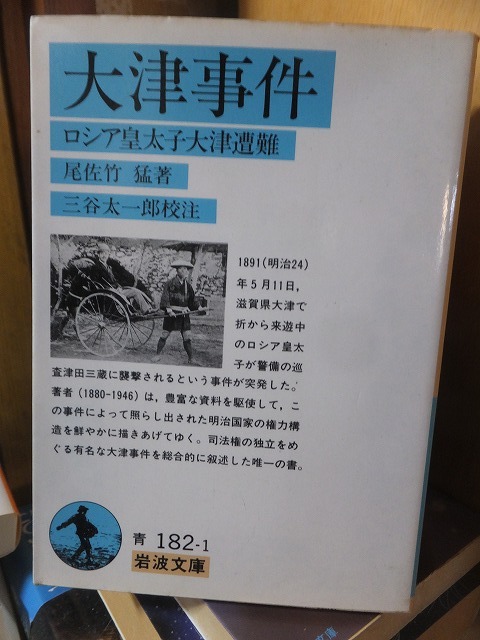 大津事件
ロシア皇太子大津遭難
尾佐竹 猛著
三谷太一郎校注
1891(明治24)
年5月11日,
滋賀県大津で
折から来遊中
のロシア皇太
子が警備の巡
査津田三蔵に襲撃されるという事件が突発した。
著者(1880-1946)は,豊富な資料を駆使して,こ
の事件によって照らし出された明治国家の権力構
造を鮮やかに描きあげてゆく。司法権の独立をめ
ぐる有名な大津事件を総合的に叙述した唯一の書。
青 182-1
岩波文庫